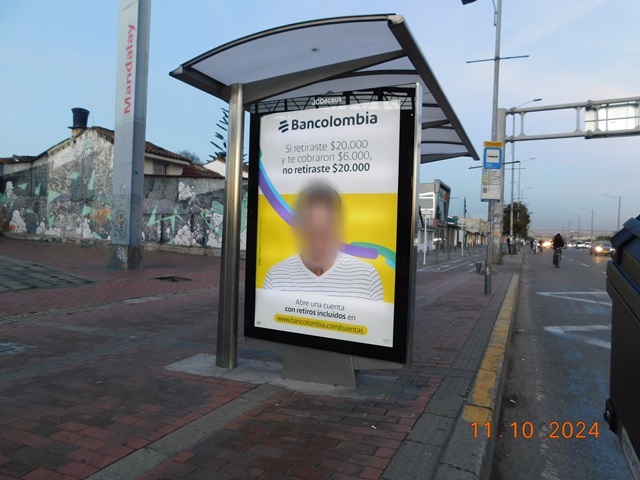 Mandalay
JCDecaux
Bancolombia
Si retiraste $20.000
y te cobraron $6.000,
no retiraste $20.000
Abre una cuenta
con retiros incluidos en
www.bancolombia.com/cuentas
11.10 2024